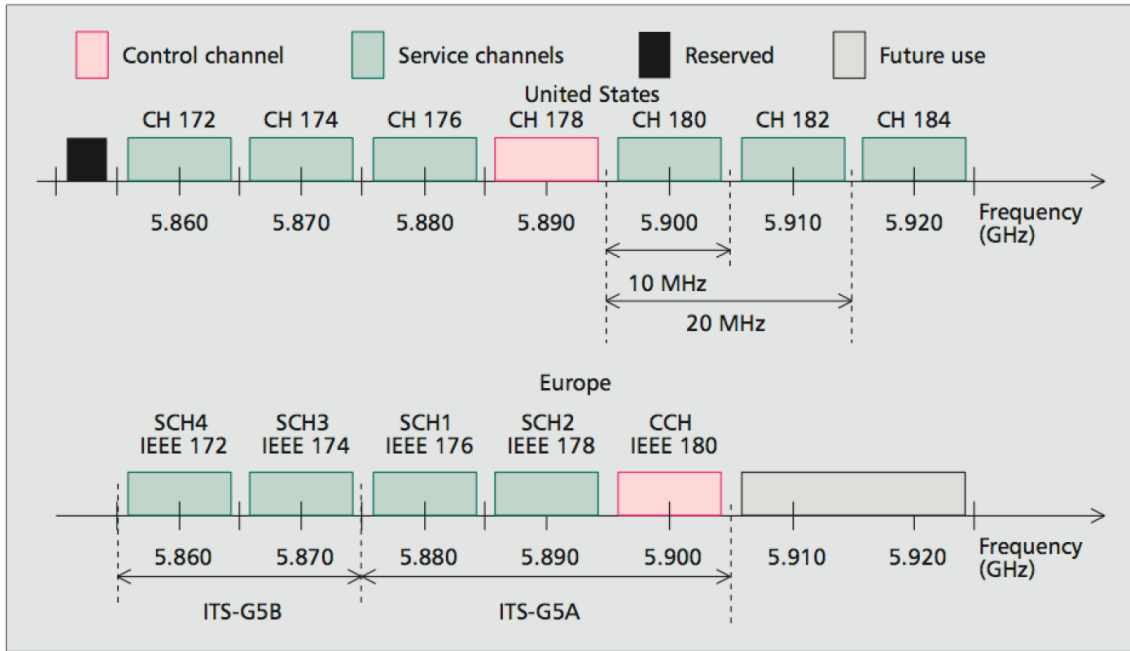 Control channel Service channels Reserved Future use
United States
CH 172 CH 174 CH 176 CH 178 CH 180 CH 182 CH 184
5.860 5.870 5.880 5.890 5.900 5.910 5.920 Frequency
(GHz)
10 MHz
20 MHz
Europe
SCH4 SCH3 SCH1 SCH2 CCH
IEEE 172 IEEE 174 IEEE 176 IEEE 178 IEEE 180
5.860 5.870 5.880 5.890 5.900 5.910 5.920 Frequency
(GHz)
ITS-G5B ITS-G5A